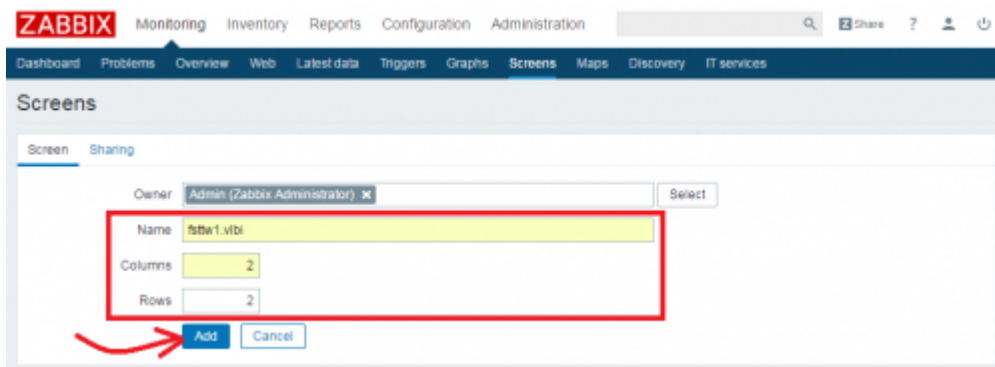 ZABBIX Monitoring Inventory Reports Configuration Administration Z Share ?
Dashboard Problems Overview Web Latest data Triggers Graphs Screens Maps Discovery IT services
Screens
Screen Sharing
Owner Admin (Zabbix Administrator) × Select
Name fsttw1.vlbi
Columns 2
Rows 2
Add Cancel